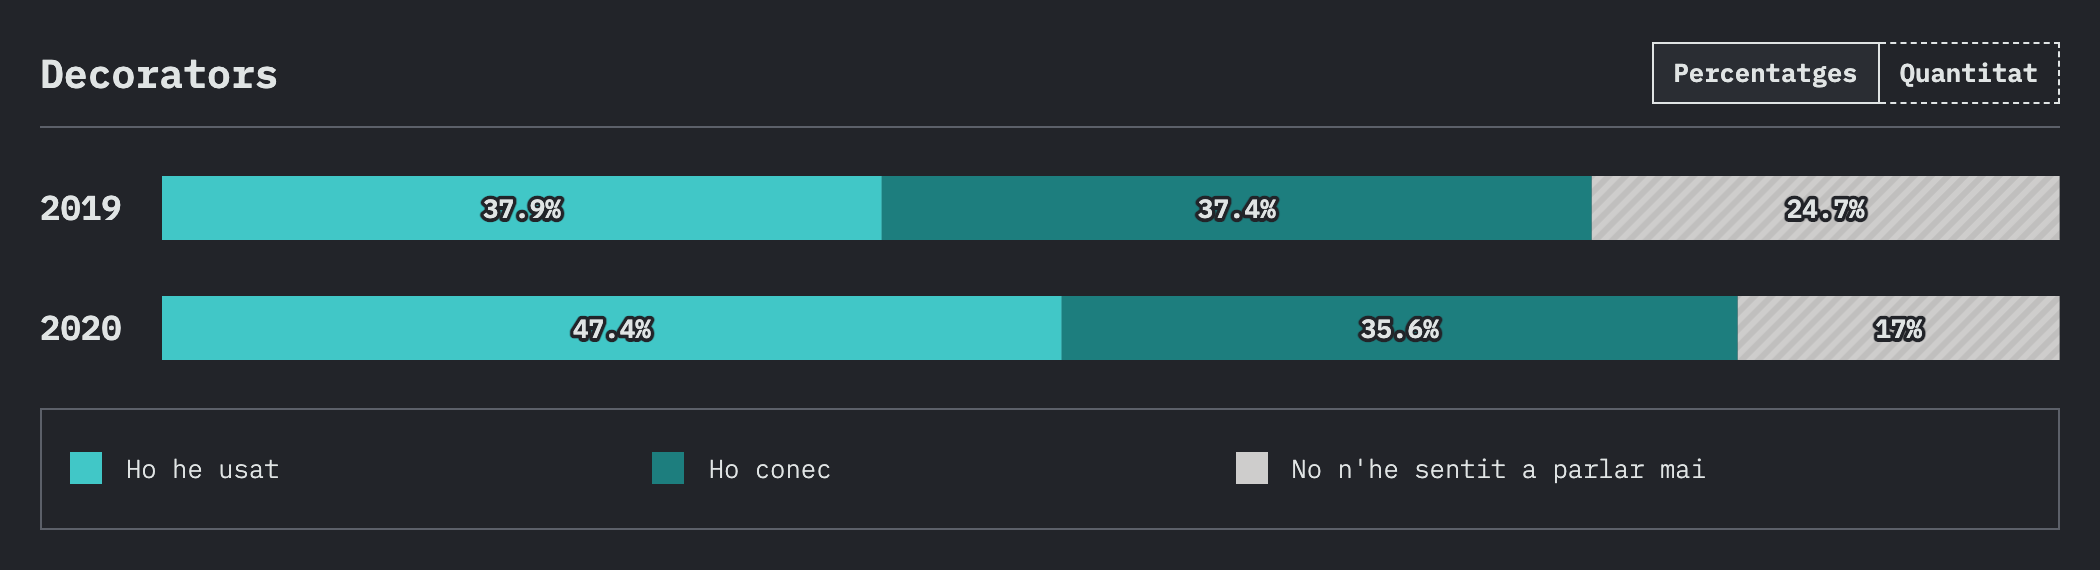 Decorators
Percentatges Quantitat
2019 37.9% 37.4% 24.7%
2020 47.4% 35.6% 17%
Ho he usat Ho conec No n'he sentit a parlar mai